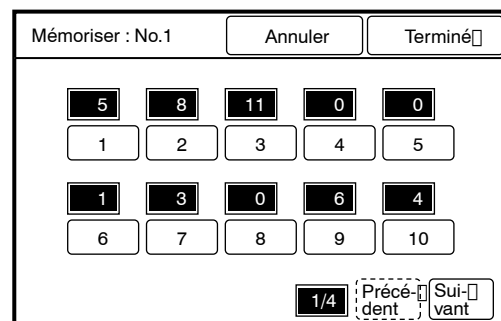 Mémoriser : No.1 Annuler Terminé
5 8 11 0 0
1 2 3 4 5
1 3 0 6 4
6 7 8 9 10
1/4 Précé- Sui-
dent vant